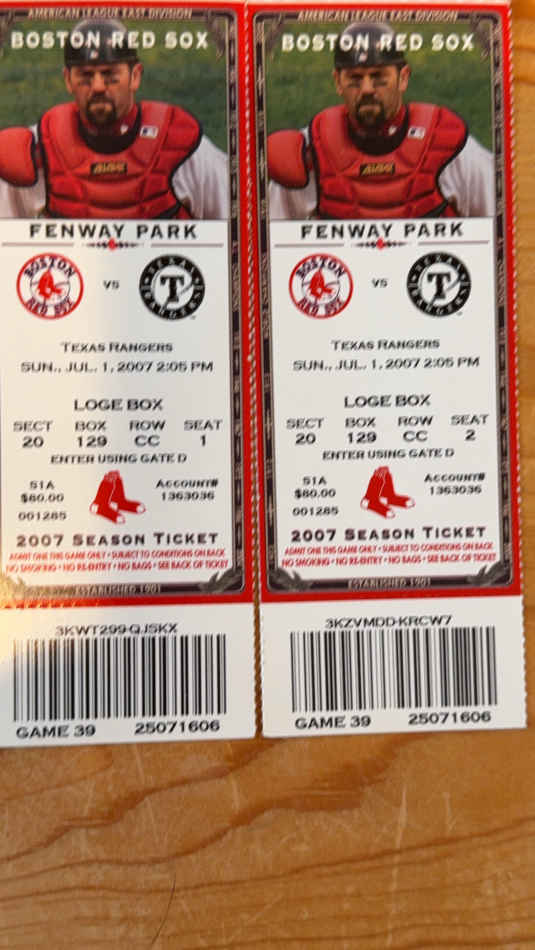 AMERICAN LEAGUE EAST DIVISION
BOSTON RED SOX
FENWAY PARK
BOSTON RED SOX
VS
TEXAS RANGERS
T
TEXAS RANGERS
SUN., JUL. 1, 2007 2:05 PM
LOGE BOX
SECT BOX ROW SEAT
20 129 CC 1
ENTER USING GATE D
S1A
$80.00
001285
ACCOUNT#
1363036
2007 SEASON TICKET
ADMIT ONE THIS GAME ONLY • SUBJECT TO CONDITIONS ON BACK
NO SMOKING • NO RE-ENTRY • NO BAGS • SEE BACK OF TICKET
ESTABLISHED 1901
3KWT299-QJSKX
GAME 39 25071606
AMERICAN LEAGUE EAST DIVISION
BOSTON RED SOX
FENWAY PARK
BOSTON RED SOX
VS
TEXAS RANGERS
T
TEXAS RANGERS
SUN., JUL. 1, 2007 2:05 PM
LOGE BOX
SECT BOX ROW SEAT
20 129 CC 2
ENTER USING GATE D
S1A
$80.00
001285
ACCOUNT#
1363036
2007 SEASON TICKET
ADMIT ONE THIS GAME ONLY • SUBJECT TO CONDITIONS ON BACK
NO SMOKING • NO RE-ENTRY • NO BAGS • SEE BACK OF TICKET
ESTABLISHED 1901
3KZVMDD-KRCW7
GAME 39 25071606